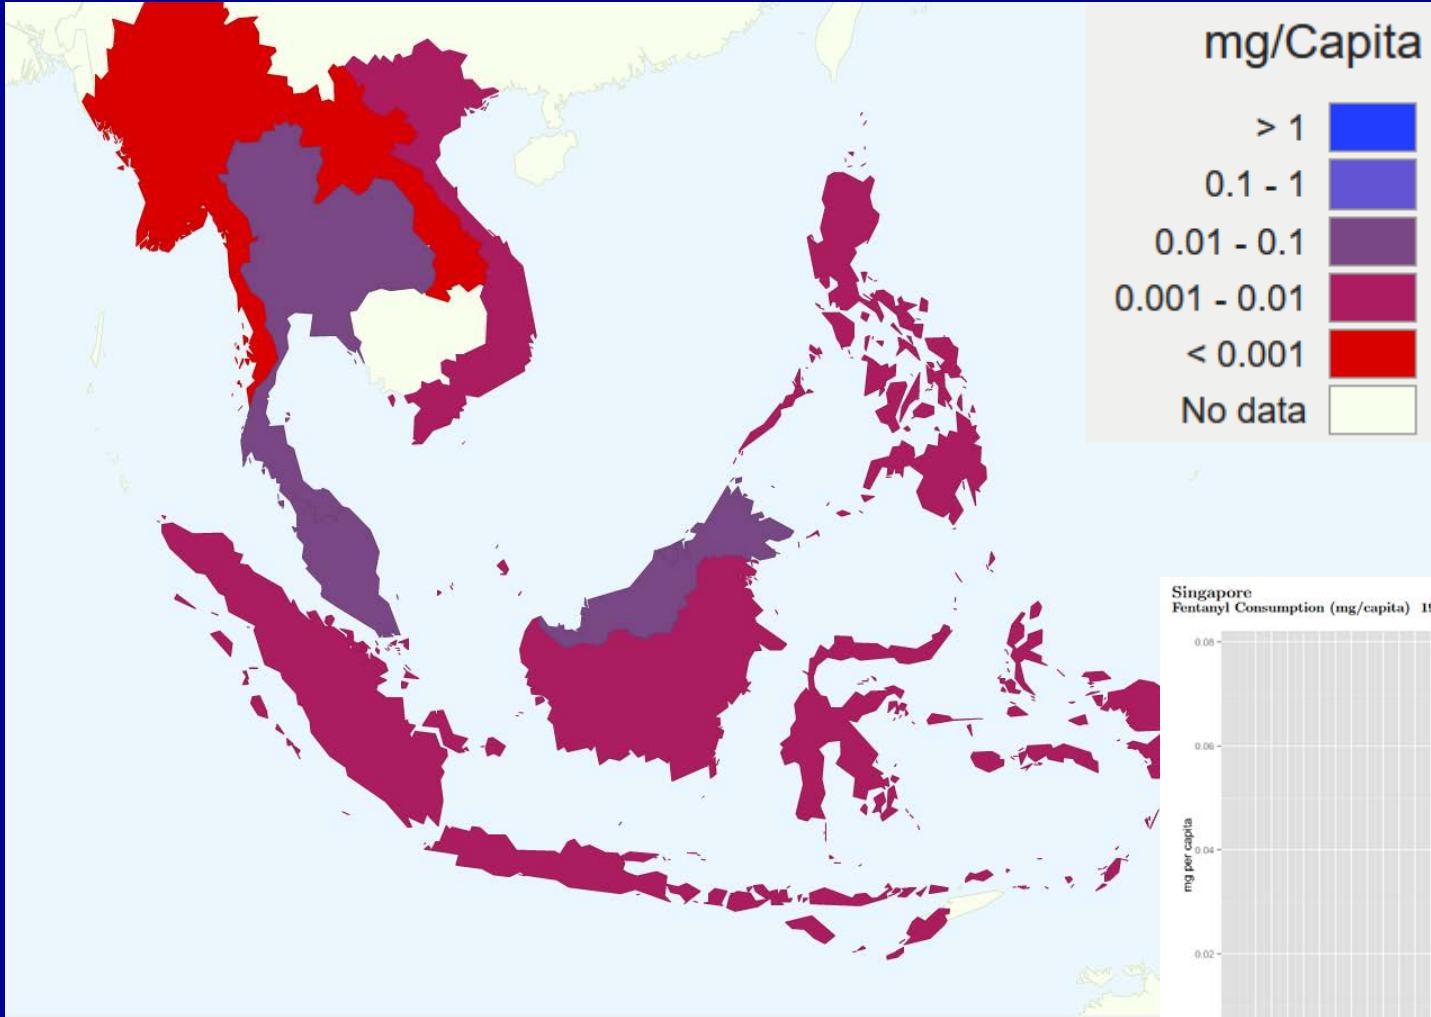 mg/Capita
> 1
0.1 - 1
0.01 - 0.1
0.001 - 0.01
< 0.001
No data
Singapore
Fentanyl Consumption (mg/capita)
0.08
0.06
mg per capita
0.04
0.02